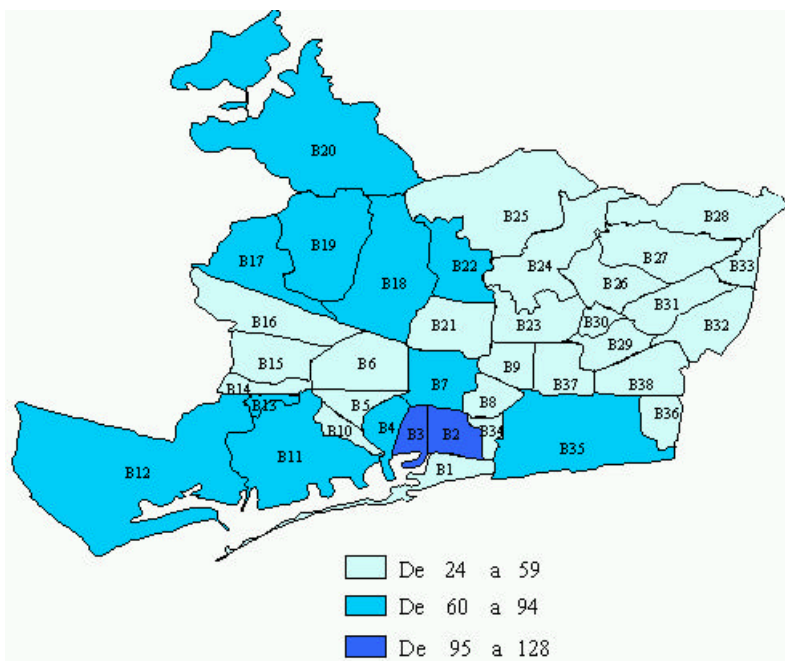 B20
B25
B28
B19
B17
B27
B22
B24
B33
B18
B26
B31
B16
B21
B23
B30
B32
B29
B15
B6
B9
B7
B37
B38
B14
B5
B8
B13
B36
B10
B4
B3
B2
B34
B35
B11
B12
B1
De 24 a 59
De 60 a 94
De 95 a 128